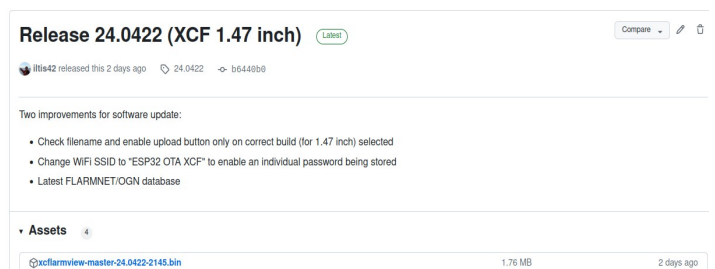 Release 24.0422 (XCF 1.47 inch) Latest Compare
iltis42 released this 2 days ago 24.0422 b6440b0
Two improvements for software update:
• Check filename and enable upload button only on correct build (for 1.47 inch) selected
• Change WiFi SSID to "ESP32 OTA XCF" to enable an individual password being stored
• Latest FLARMNET/OGN database
Assets 4
xcflarmview-master-24.0422-2145.bin 1.76 MB 2 days ago